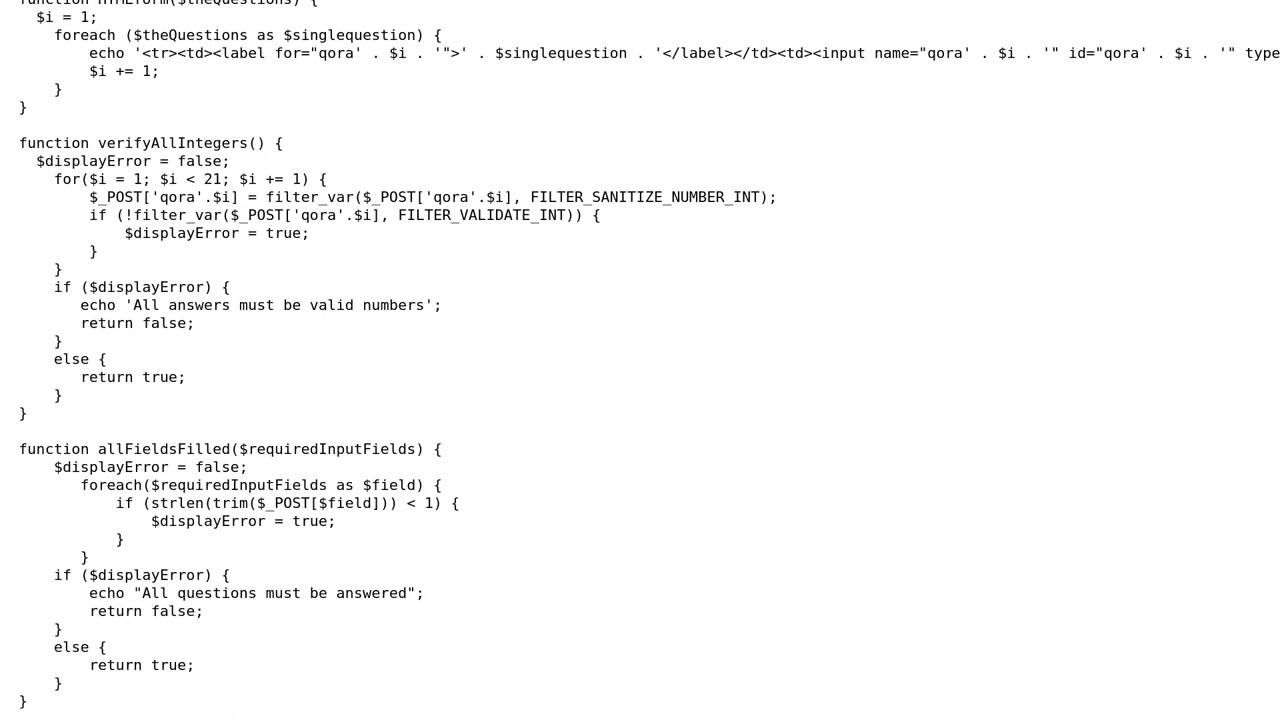 function HTMLform($theQuestions) {
  $i = 1;
    foreach ($theQuestions as $singlequestion) {
        echo '<tr><td><label for="qora' . $i . '">' . $singlequestion . '</label></td><td><input name="qora' . $i . '" id="qora' . $i . '" type
        $i += 1;
    }
}

function verifyAllIntegers() {
  $displayError = false;
    for($i = 1; $i < 21; $i += 1) {
        $_POST['qora'.$i] = filter_var($_POST['qora'.$i], FILTER_SANITIZE_NUMBER_INT);
        if (!filter_var($_POST['qora'.$i], FILTER_VALIDATE_INT)) {
            $displayError = true;
        }
    }
    if ($displayError) {
       echo 'All answers must be valid numbers';
       return false;
    }
    else {
       return true;
    }
}

function allFieldsFilled($requiredInputFields) {
    $displayError = false;
       foreach($requiredInputFields as $field) {
           if (strlen(trim($_POST[$field])) < 1) {
               $displayError = true;
           }
       }
    if ($displayError) {
        echo "All questions must be answered";
        return false;
    }
    else {
        return true;
    }
}